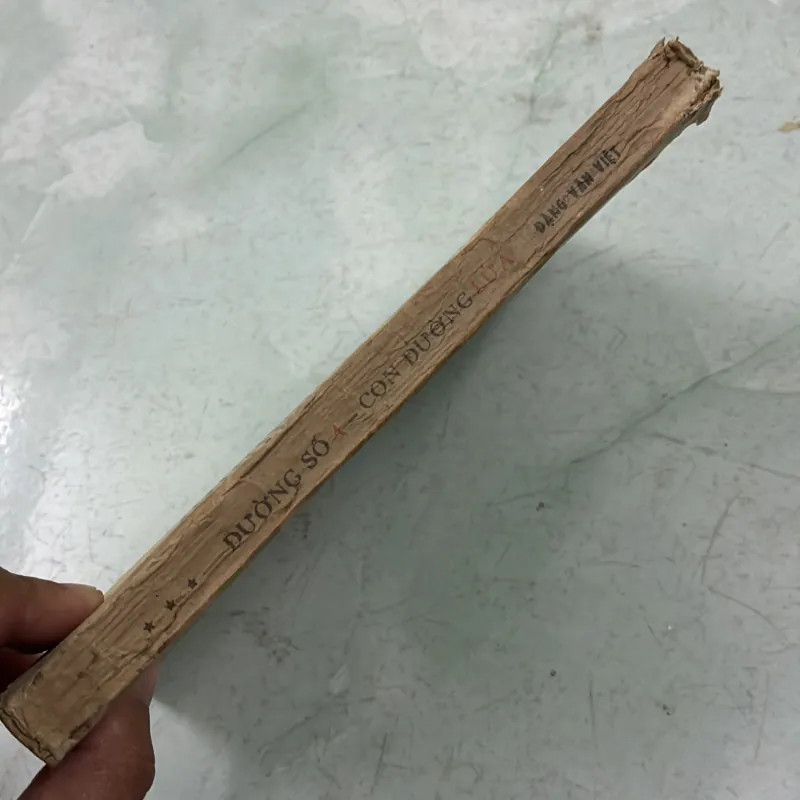 ĐƯỜNG SỐ 4 - CON ĐƯỜNG LỬA
ĐẶNG VĂN VIỆT